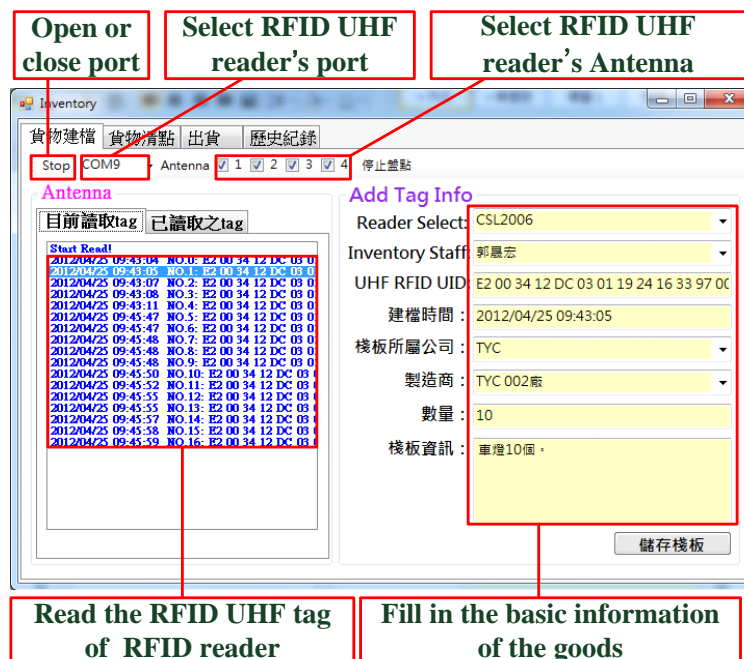 Open or
close port
Select RFID UHF
reader's port
Select RFID UHF
reader's Antenna
Inventory
貨物建檔 貨物清點 出貨 歷史紀錄
Stop COM9 Antenna 1 2 3 4 停止盤點
Antenna
目前讀取tag 已讀取之tag
Start Read!
2012/04/25 09:43:04 NO.0: E2 00 34 12 DC 03 0
2012/04/25 09:43:05 NO.1: E2 00 34 12 DC 03 0
2012/04/25 09:43:07 NO.2: E2 00 34 12 DC 03 0
2012/04/25 09:43:08 NO.3: E2 00 34 12 DC 03 0
2012/04/25 09:43:11 NO.4: E2 00 34 12 DC 03 0
2012/04/25 09:45:47 NO.5: E2 00 34 12 DC 03 0
2012/04/25 09:45:47 NO.6: E2 00 34 12 DC 03 0
2012/04/25 09:45:48 NO.7: E2 00 34 12 DC 03 0
2012/04/25 09:45:48 NO.8: E2 00 34 12 DC 03 0
2012/04/25 09:45:48 NO.9: E2 00 34 12 DC 03 0
2012/04/25 09:45:50 NO.10: E2 00 34 12 DC 03
2012/04/25 09:45:52 NO.11: E2 00 34 12 DC 03
2012/04/25 09:45:55 NO.12: E2 00 34 12 DC 03
2012/04/25 09:45:55 NO.13: E2 00 34 12 DC 03
2012/04/25 09:45:57 NO.14: E2 00 34 12 DC 03
2012/04/25 09:45:58 NO.15: E2 00 34 12 DC 03
2012/04/25 09:45:59 NO.16: E2 00 34 12 DC 03
Add Tag Info
Reader Select: CSL2006
Inventory Staff: 郭晨宏
UHF RFID UID: E2 00 34 12 DC 03 01 19 24 16 33 97 00
建檔時間： 2012/04/25 09:43:05
棧板所屬公司： TYC
製造商： TYC 002廠
數量： 10
棧板資訊： 車燈10個。
儲存棧板
Read the RFID UHF tag
of RFID reader
Fill in the basic information
of the goods